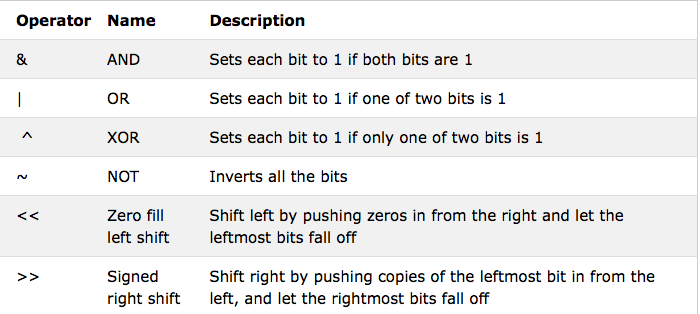 Operator Name Description
& AND Sets each bit to 1 if both bits are 1
| OR Sets each bit to 1 if one of two bits is 1
^ XOR Sets each bit to 1 if only one of two bits is 1
~ NOT Inverts all the bits
<< Zero fill Shift left by pushing zeros in from the right and let the
left shift leftmost bits fall off
>> Signed Shift right by pushing copies of the leftmost bit in from the
right shift left, and let the rightmost bits fall off